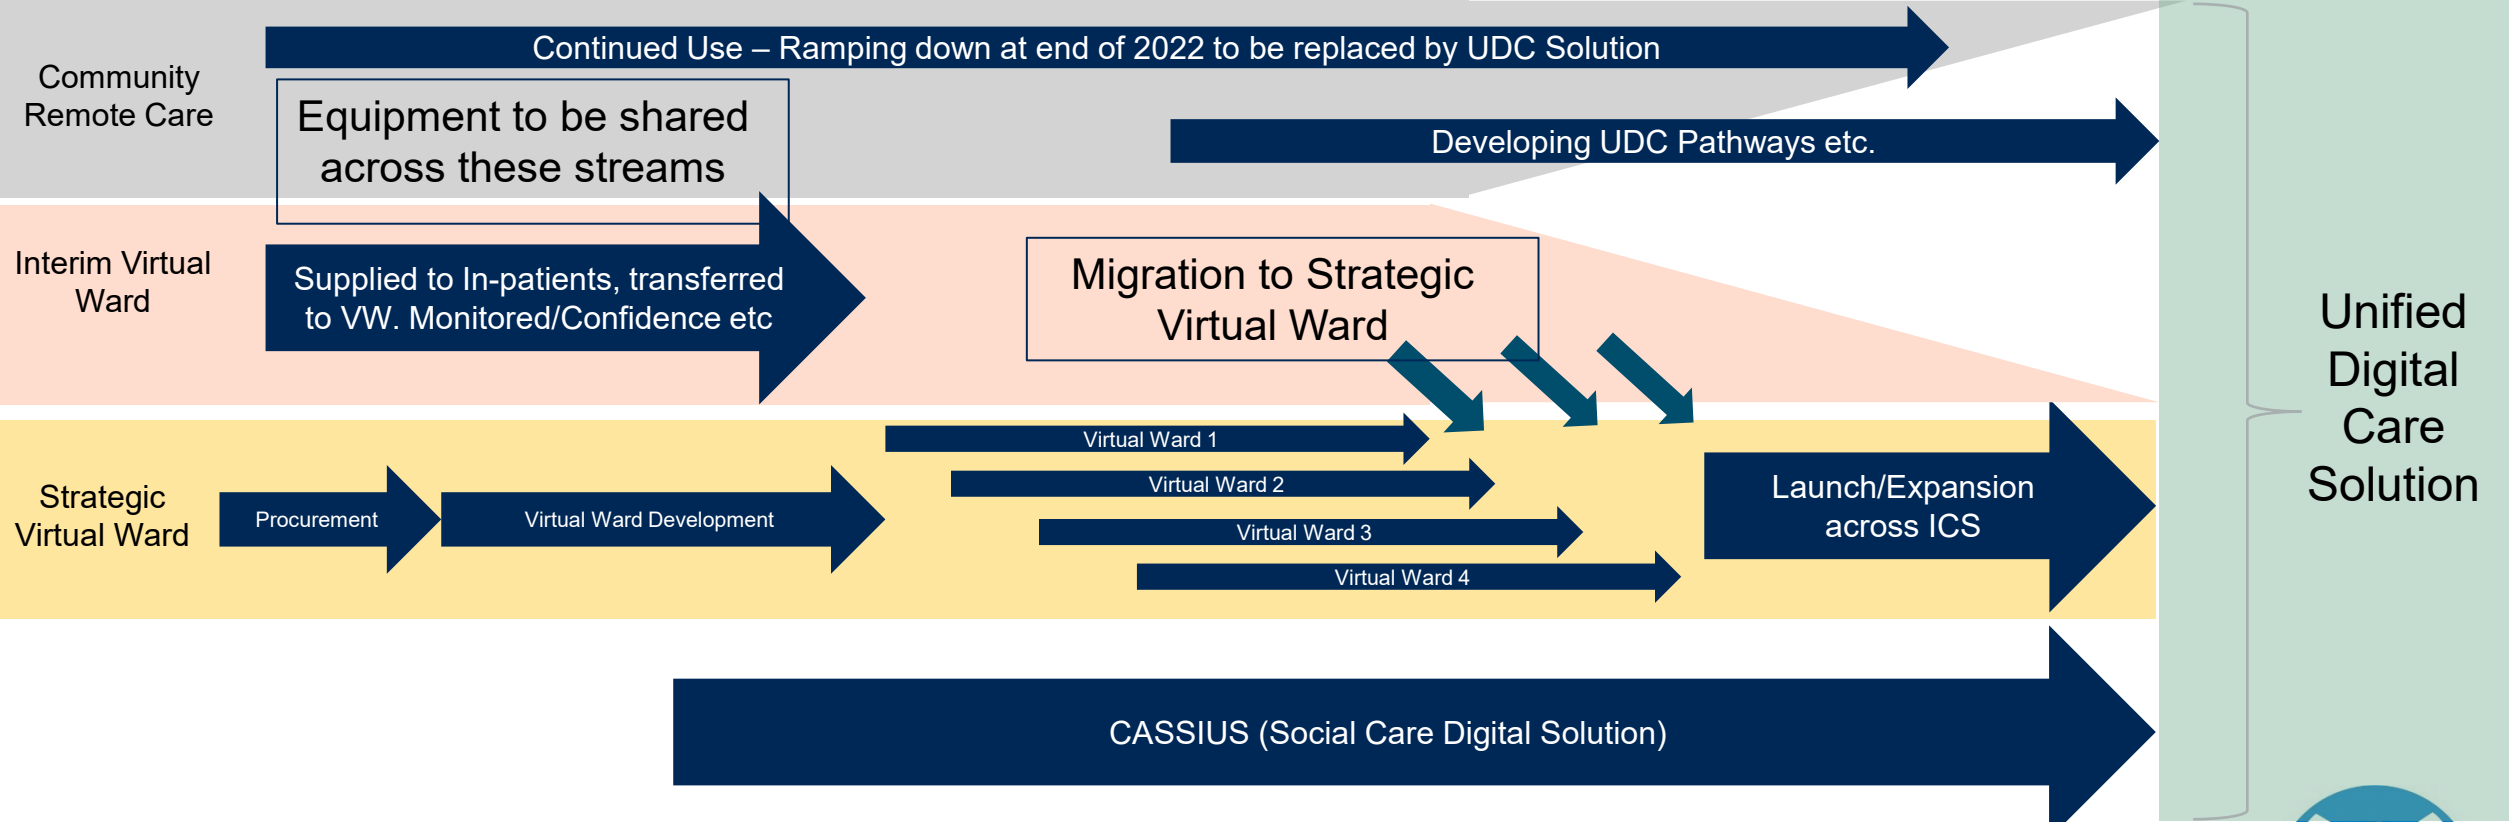 Continued Use – Ramping down at end of 2022 to be replaced by UDC Solution
Community
Remote Care
Equipment to be shared
across these streams
Developing UDC Pathways etc.
Interim Virtual
Ward
Supplied to In-patients, transferred
to VW. Monitored/Confidence etc
Migration to Strategic
Virtual Ward
Strategic
Virtual Ward
Procurement
Virtual Ward Development
Virtual Ward 1
Virtual Ward 2
Virtual Ward 3
Virtual Ward 4
Launch/Expansion
across ICS
CASSIUS (Social Care Digital Solution)
Unified
Digital
Care
Solution